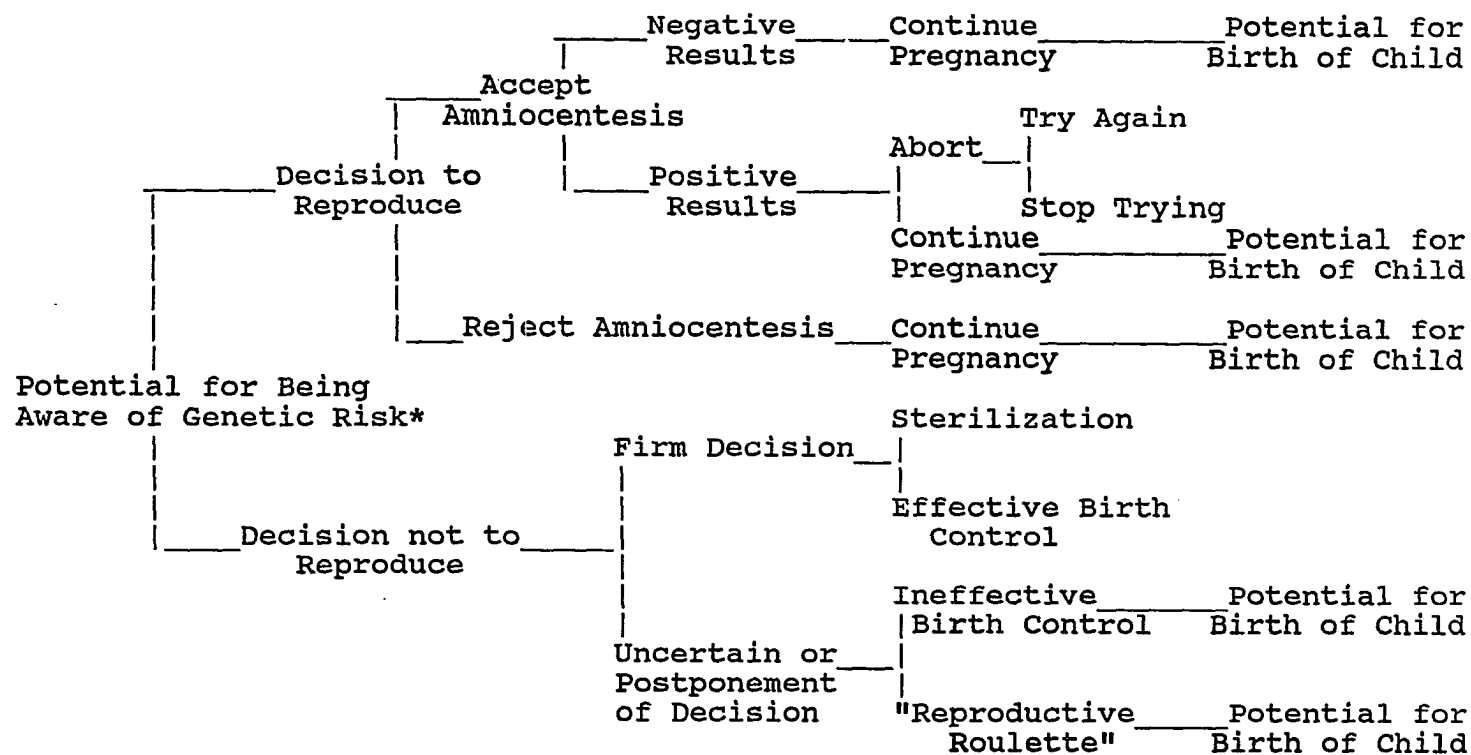 Negative Continue Potential for
Results Pregnancy Birth of Child
Accept
Amniocentesis
Try Again
Abort
Decision to Positive
Reproduce Results Stop Trying
Continue Potential for
Pregnancy Birth of Child
Reject Amniocentesis Continue Potential for
Pregnancy Birth of Child
Potential for Being
Aware of Genetic Risk*
Sterilization
Firm Decision
Effective Birth
Control
Decision not to
Reproduce
Ineffective Potential for
Birth Control Birth of Child
Uncertain or
Postponement
of Decision "Reproductive Potential for
Roulette" Birth of Child